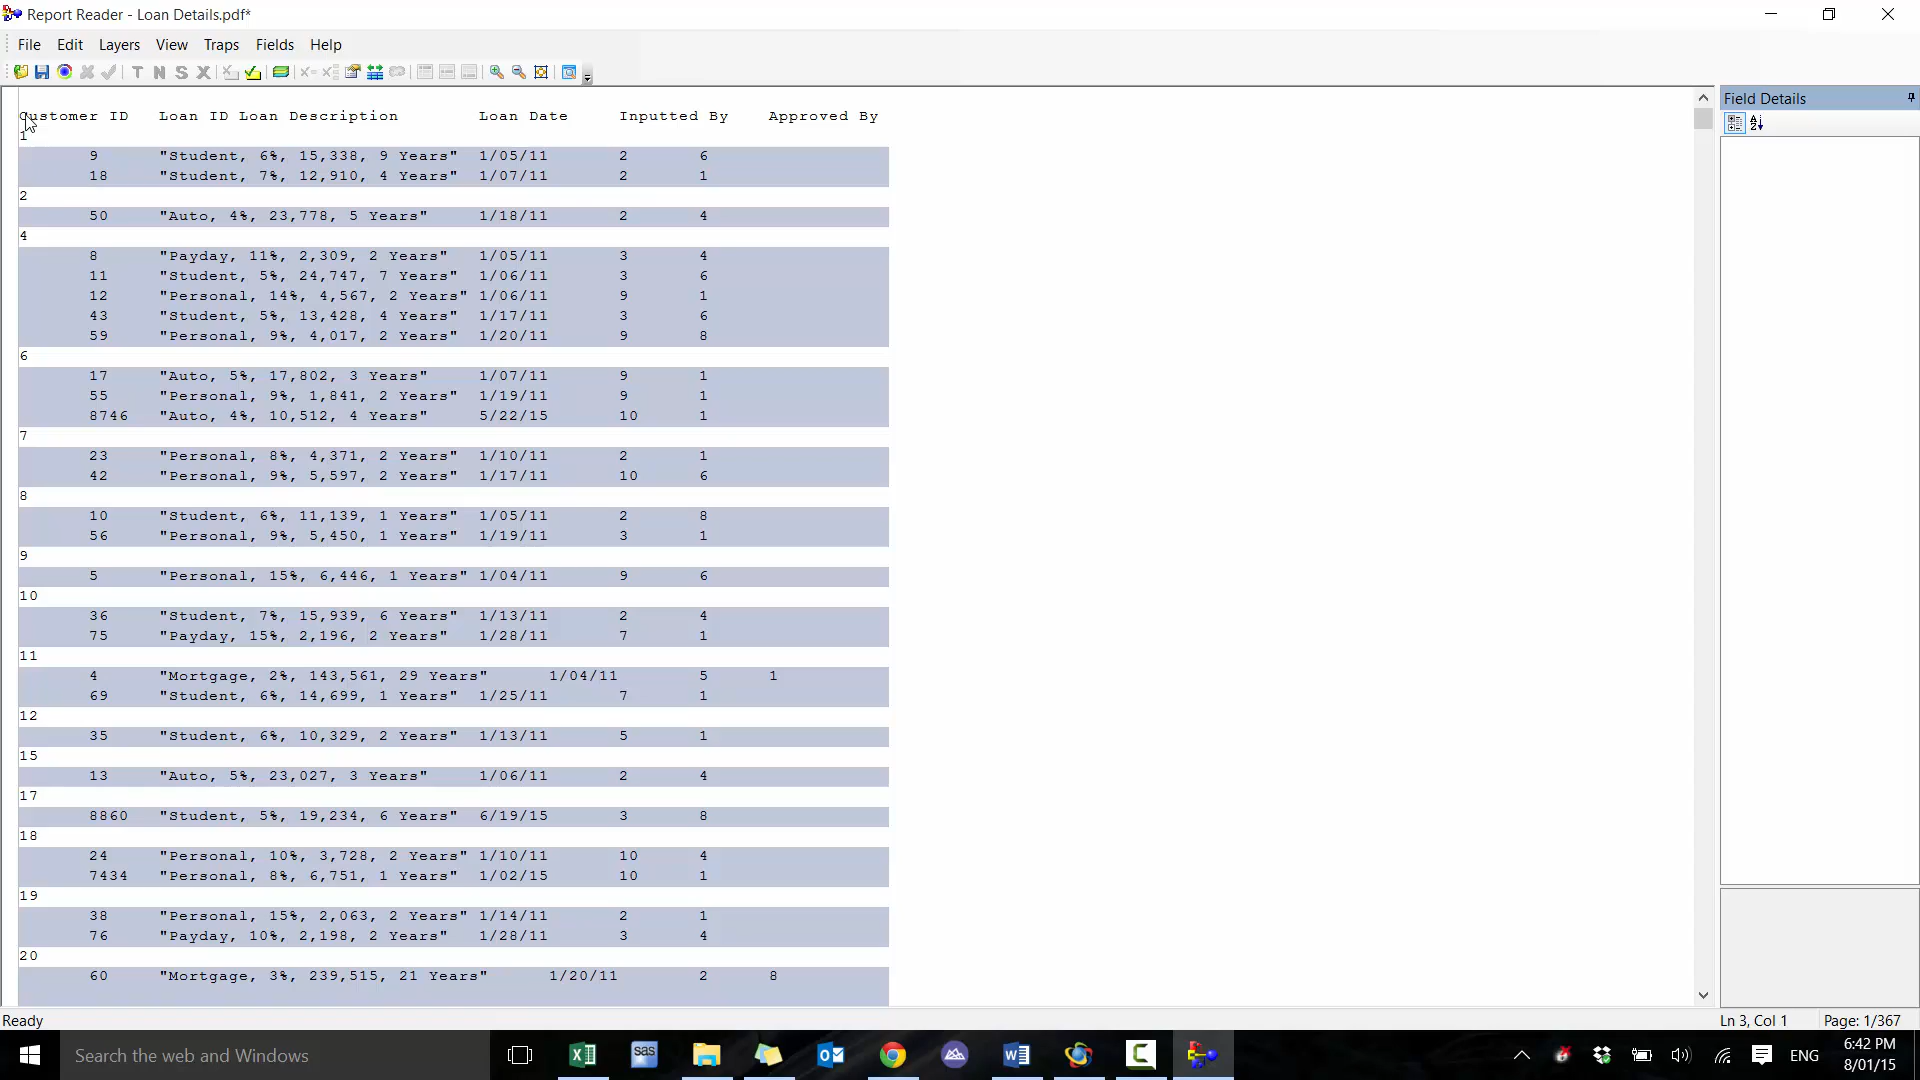 Report Reader - Loan Details.pdf*
File Edit Layers View Traps Fields Help
T N S X
Customer ID Loan ID Loan Description Loan Date Inputted By Approved By
1
9 "Student, 6%, 15,338, 9 Years" 1/05/11 2 6
18 "Student, 7%, 12,910, 4 Years" 1/07/11 2 1
2
50 "Auto, 4%, 23,778, 5 Years" 1/18/11 2 4
4
8 "Payday, 11%, 2,309, 2 Years" 1/05/11 3 4
11 "Student, 5%, 24,747, 7 Years" 1/06/11 3 6
12 "Personal, 14%, 4,567, 2 Years" 1/06/11 9 1
43 "Student, 5%, 13,428, 4 Years" 1/17/11 3 6
59 "Personal, 9%, 4,017, 2 Years" 1/20/11 9 8
6
17 "Auto, 5%, 17,802, 3 Years" 1/07/11 9 1
55 "Personal, 9%, 1,841, 2 Years" 1/19/11 9 1
8746 "Auto, 4%, 10,512, 4 Years" 5/22/15 10 1
7
23 "Personal, 8%, 4,371, 2 Years" 1/10/11 2 1
42 "Personal, 9%, 5,597, 2 Years" 1/17/11 10 6
8
10 "Student, 6%, 11,139, 1 Years" 1/05/11 2 8
56 "Personal, 9%, 5,450, 1 Years" 1/19/11 3 1
9
5 "Personal, 15%, 6,446, 1 Years" 1/04/11 9 6
10
36 "Student, 7%, 15,939, 6 Years" 1/13/11 2 4
75 "Payday, 15%, 2,196, 2 Years" 1/28/11 7 1
11
4 "Mortgage, 2%, 143,561, 29 Years" 1/04/11 5 1
69 "Student, 6%, 14,699, 1 Years" 1/25/11 7 1
12
35 "Student, 6%, 10,329, 2 Years" 1/13/11 5 1
15
13 "Auto, 5%, 23,027, 3 Years" 1/06/11 2 4
17
8860 "Student, 5%, 19,234, 6 Years" 6/19/15 3 8
18
24 "Personal, 10%, 3,728, 2 Years" 1/10/11 10 4
7434 "Personal, 8%, 6,751, 1 Years" 1/02/15 10 1
19
38 "Personal, 15%, 2,063, 2 Years" 1/14/11 2 1
76 "Payday, 10%, 2,198, 2 Years" 1/28/11 3 4
20
60 "Mortgage, 3%, 239,515, 21 Years" 1/20/11 2 8
Field Details
Ready
Ln 3, Col 1 Page: 1/367
Search the web and Windows
sas
ENG
6:42 PM
8/01/15